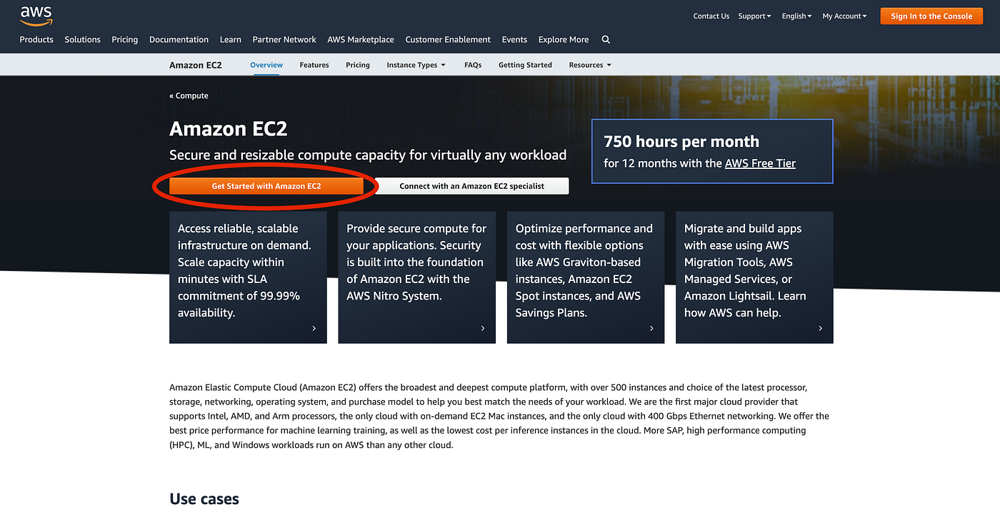 aws
Contact Us Support English My Account Sign In to the Console
Products Solutions Pricing Documentation Learn Partner Network AWS Marketplace Customer Enablement Events Explore More
Amazon EC2 Overview Features Pricing Instance Types FAQs Getting Started Resources
« Compute
Amazon EC2
Secure and resizable compute capacity for virtually any workload
Get Started with Amazon EC2
Connect with an Amazon EC2 specialist
750 hours per month
for 12 months with the AWS Free Tier
Access reliable, scalable
infrastructure on demand.
Scale capacity within
minutes with SLA
commitment of 99.99%
availability.
Provide secure compute for
your applications. Security
is built into the foundation
of Amazon EC2 with the
AWS Nitro System.
Optimize performance and
cost with flexible options
like AWS Graviton-based
instances, Amazon EC2
Spot instances, and AWS
Savings Plans.
Migrate and build apps
with ease using AWS
Migration Tools, AWS
Managed Services, or
Amazon Lightsail. Learn
how AWS can help.
Amazon Elastic Compute Cloud (Amazon EC2) offers the broadest and deepest compute platform, with over 500 instances and choice of the latest processor,
storage, networking, operating system, and purchase model to help you best match the needs of your workload. We are the first major cloud provider that
supports Intel, AMD, and Arm processors, the only cloud with on-demand EC2 Mac instances, and the only cloud with 400 Gbps Ethernet networking. We offer the
best price performance for machine learning training, as well as the lowest cost per inference instances in the cloud. More SAP, high performance computing
(HPC), ML, and Windows workloads run on AWS than any other cloud.
Use cases